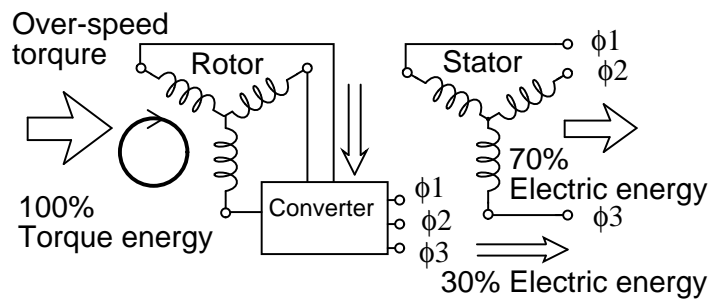 Over-speed
torqure
Rotor
Stator
ϕ1
ϕ2
70%
Electric energy
100%
Torque energy
Converter
ϕ1
ϕ2
ϕ3
ϕ3
30% Electric energy